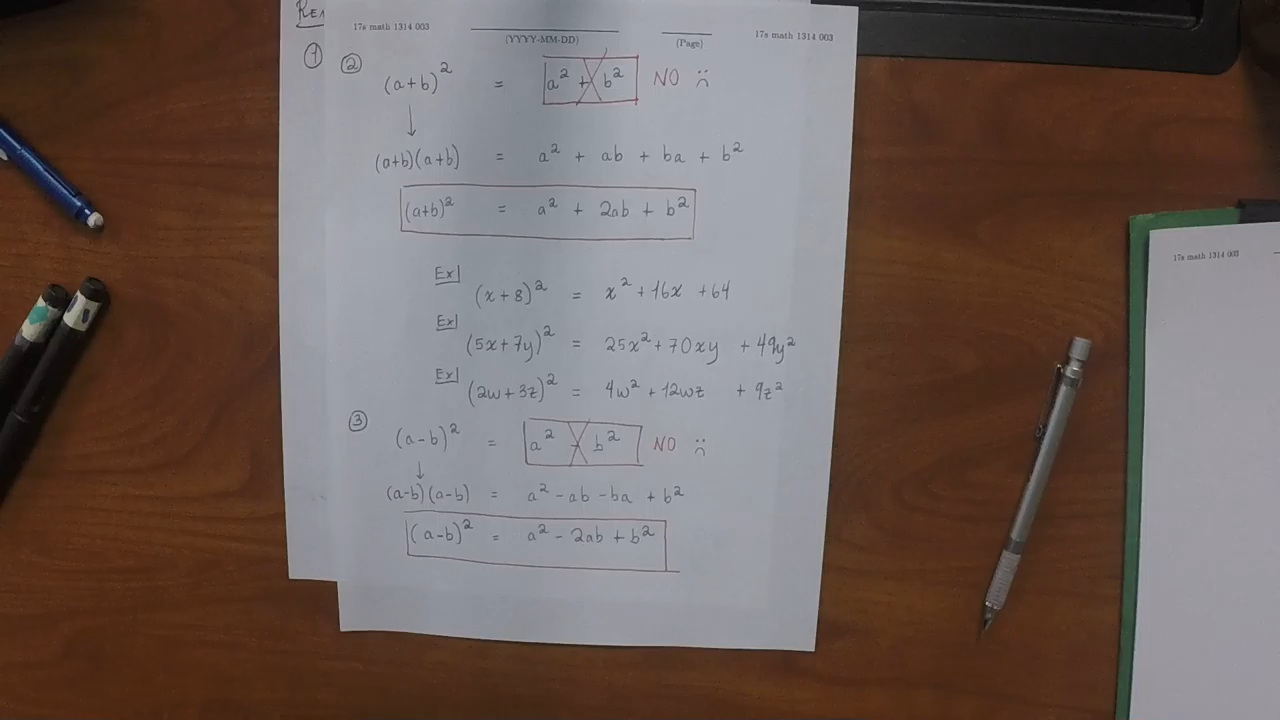 17s math 1314 003 (YYYY-MM-DD) (Page) 17s math 1314 003
①
② (a+b)² = a² + b² NO ☹
↓
(a+b)(a+b) = a² + ab + ba + b²
(a+b)² = a² + 2ab + b²
Ex|
(x+8)² = x² + 16x + 64
Ex|
(5x+7y)² = 25x² + 70xy + 49y²
Ex|
(2w+3z)² = 4w² + 12wz + 9z²
③ (a-b)² = a² - b² NO ☹
↓
(a-b)(a-b) = a² - ab - ba + b²
(a-b)² = a² - 2ab + b²
17s math 1314 003